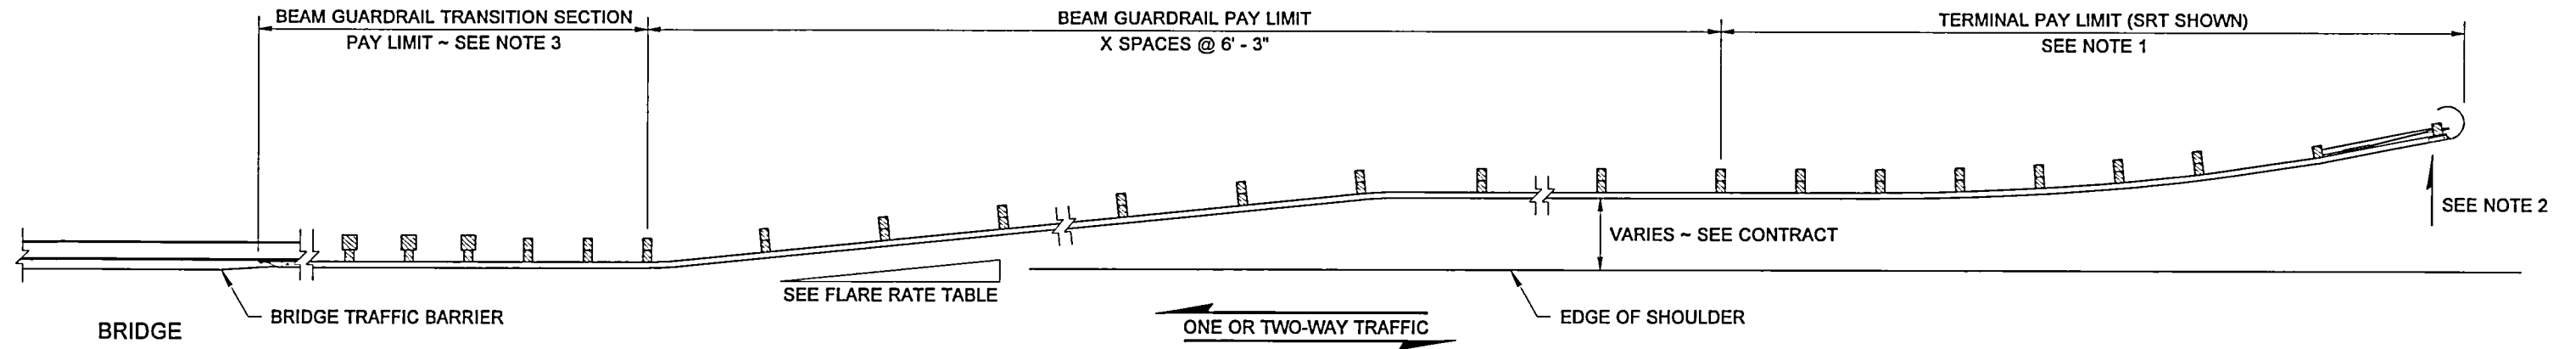 BEAM GUARDRAIL TRANSITION SECTION
PAY LIMIT ~ SEE NOTE 3
BEAM GUARDRAIL PAY LIMIT
X SPACES @ 6' - 3"
TERMINAL PAY LIMIT (SRT SHOWN)
SEE NOTE 1
SEE NOTE 2
VARIES ~ SEE CONTRACT
SEE FLARE RATE TABLE
BRIDGE TRAFFIC BARRIER
EDGE OF SHOULDER
BRIDGE
ONE OR TWO-WAY TRAFFIC